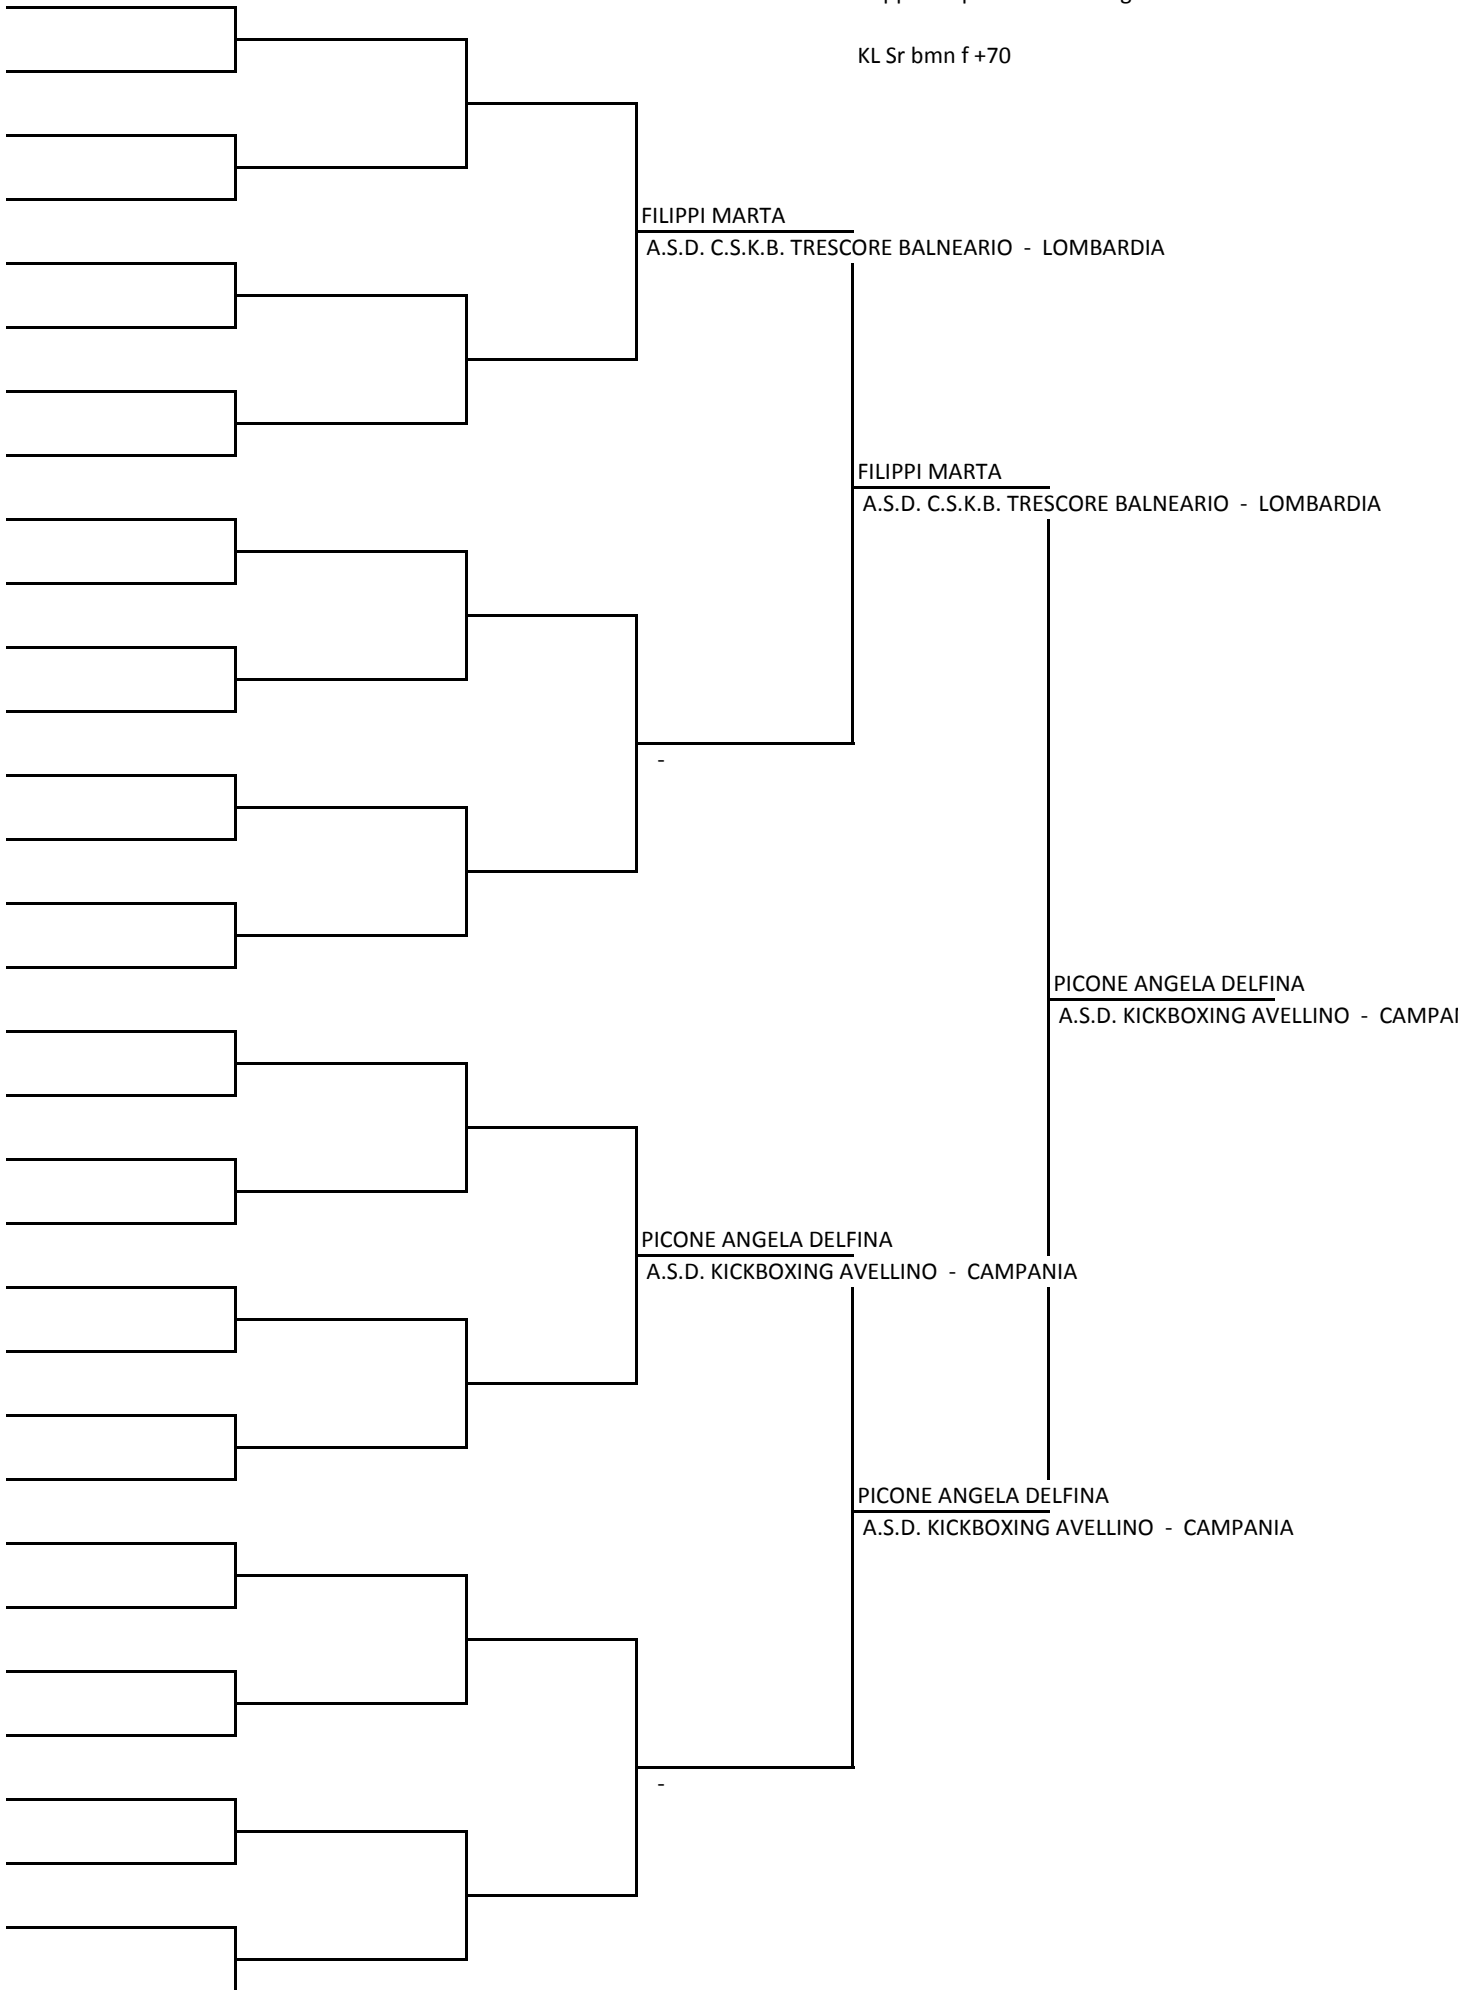 KL Sr bmn f +70
FILIPPI MARTA
A.S.D. C.S.K.B. TRESCORE BALNEARIO - LOMBARDIA
FILIPPI MARTA
A.S.D. C.S.K.B. TRESCORE BALNEARIO - LOMBARDIA
-
PICONE ANGELA DELFINA
A.S.D. KICKBOXING AVELLINO - CAMPA
PICONE ANGELA DELFINA
A.S.D. KICKBOXING AVELLINO - CAMPANIA
PICONE ANGELA DELFINA
A.S.D. KICKBOXING AVELLINO - CAMPANIA
-